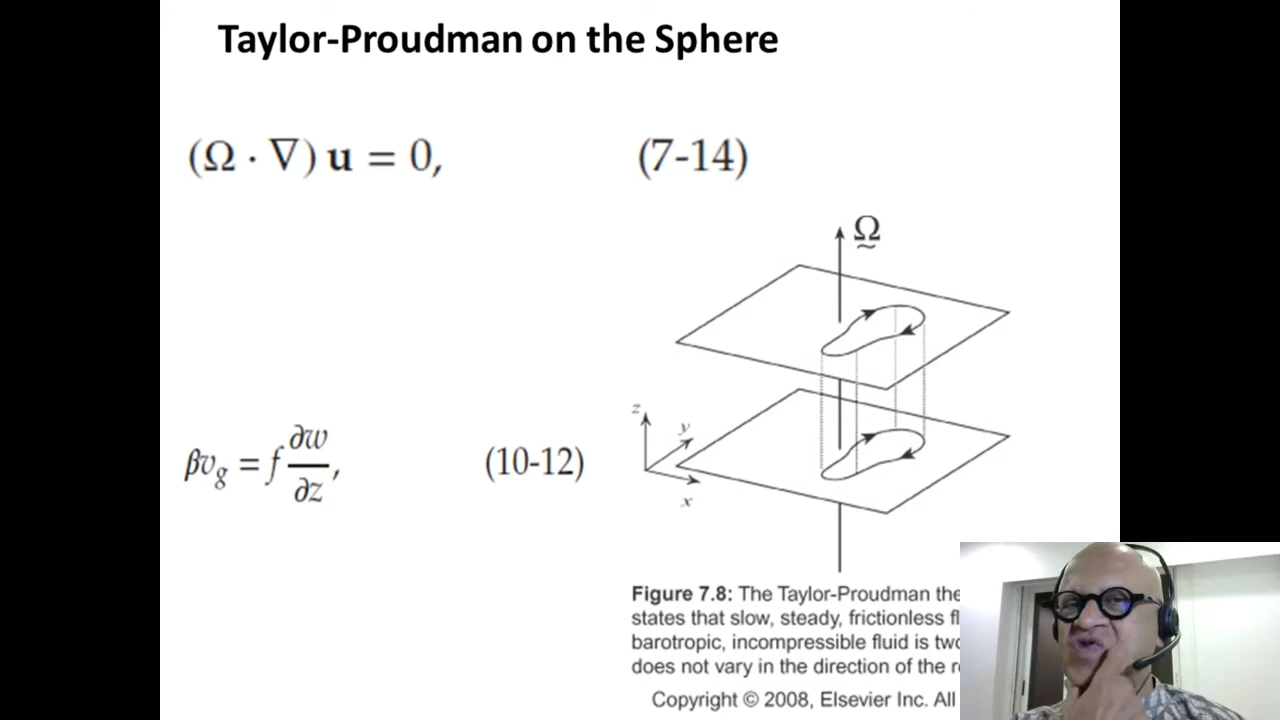 Taylor-Proudman on the Sphere
(Ω · ∇) u = 0, (7-14)
Ω
z
y
x
βv_g = f ∂w/∂z, (10-12)
Figure 7.8: The Taylor-Proudman the
states that slow, steady, frictionless fl
barotropic, incompressible fluid is two
does not vary in the direction of the r
Copyright © 2008, Elsevier Inc. All